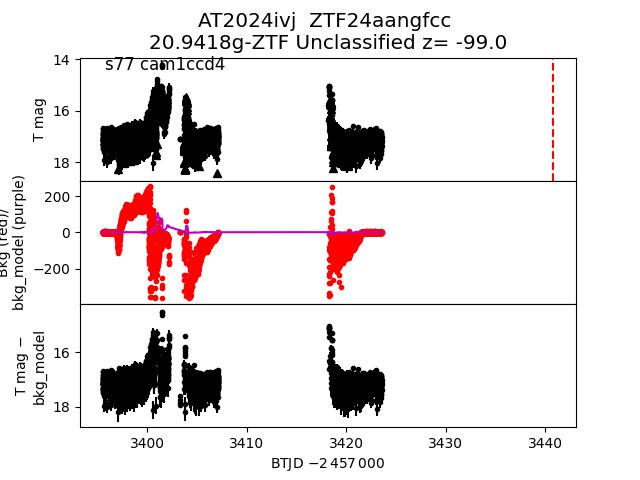 AT2024ivj  ZTF24aangfcc
20.9418g-ZTF Unclassified z= -99.0
s77 cam1ccd4
T mag
14
16
18
Bkg (red)/
bkg_model (purple)
200
0
−200
T mag −
bkg_model
16
18
3400 3410 3420 3430 3440
BTJD −2 457 000